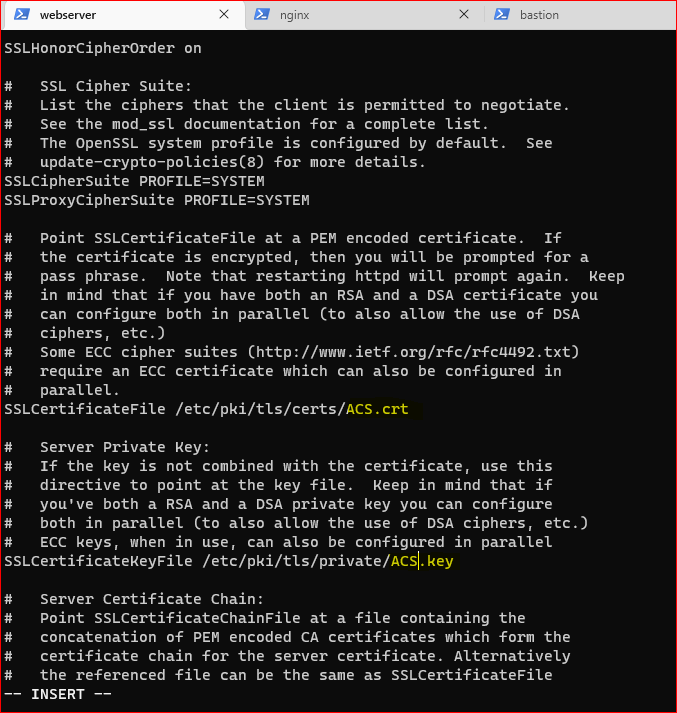 webserver
nginx
bastion
SSLHonorCipherOrder on
#   SSL Cipher Suite:
#   List the ciphers that the client is permitted to negotiate.
#   See the mod_ssl documentation for a complete list.
#   The OpenSSL system profile is configured by default.  See
#   update-crypto-policies(8) for more details.
SSLCipherSuite PROFILE=SYSTEM
SSLProxyCipherSuite PROFILE=SYSTEM
#   Point SSLCertificateFile at a PEM encoded certificate.  If
#   the certificate is encrypted, then you will be prompted for a
#   pass phrase.  Note that restarting httpd will prompt again.  Keep
#   in mind that if you have both an RSA and a DSA certificate you
#   can configure both in parallel (to also allow the use of DSA
#   ciphers, etc.)
#   Some ECC cipher suites (http://www.ietf.org/rfc/rfc4492.txt)
#   require an ECC certificate which can also be configured in
#   parallel.
SSLCertificateFile /etc/pki/tls/certs/ACS.crt
#   Server Private Key:
#   If the key is not combined with the certificate, use this
#   directive to point at the key file.  Keep in mind that if
#   you've both a RSA and a DSA private key you can configure
#   both in parallel (to also allow the use of DSA ciphers, etc.)
#   ECC keys, when in use, can also be configured in parallel
SSLCertificateKeyFile /etc/pki/tls/private/ACS.key
#   Server Certificate Chain:
#   Point SSLCertificateChainFile at a file containing the
#   concatenation of PEM encoded CA certificates which form the
#   certificate chain for the server certificate. Alternatively
#   the referenced file can be the same as SSLCertificateFile
-- INSERT --